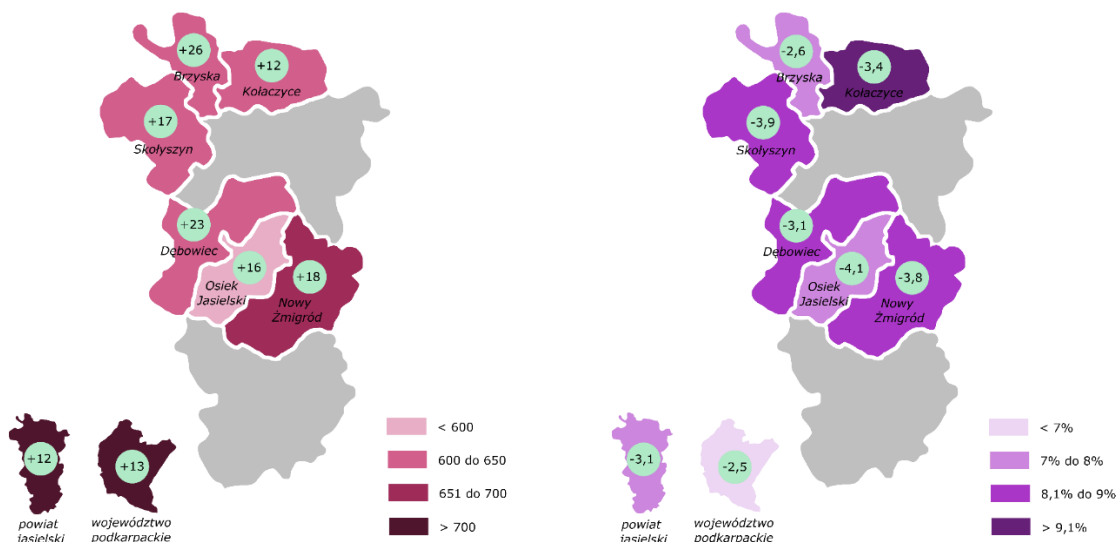 +26
Brzyska
+12
Kołaczyce
+17
Skołyszyn
+23
Dębowiec
+16
Osiek
Jasielski
+18
Nowy
Żmigród
+12
powiat
jasielski
+13
województwo
podkarpackie
< 600
600 do 650
651 do 700
> 700
-2,6
Brzyska
-3,4
Kołaczyce
-3,9
Skołyszyn
-3,1
Dębowiec
-4,1
Osiek
Jasielski
-3,8
Nowy
Żmigród
-3,1
powiat
jasielski
-2,5
województwo
podkarpackie
< 7%
7% do 8%
8,1% do 9%
> 9,1%